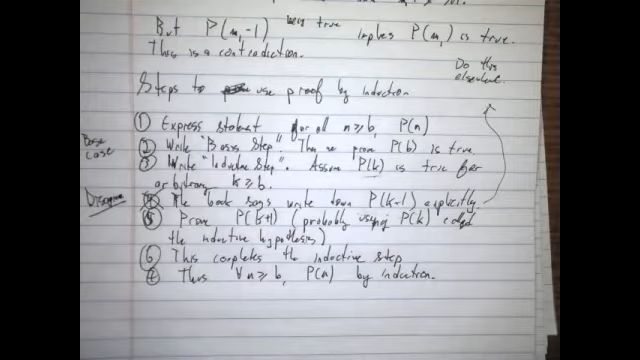 But P(m,-1) being true implies P(m,) is true.
This is a contradiction.
Do this elsewhere.
Steps to use proof by induction
① Express statement for all n ≥ b, P(n)
Base case
② Write "Basis Step". Then we prove P(b) is true
③ Write "Inductive Step". Assume P(k) is true for
arbitrary k ≥ b.
④ The book says write down P(k+1) explicitly
⑤ Prove P(k+1) (probably using P(k) called
the inductive hypothesis)
⑥ This completes the inductive step
⑦ Thus ∀n ≥ b, P(n) by induction.